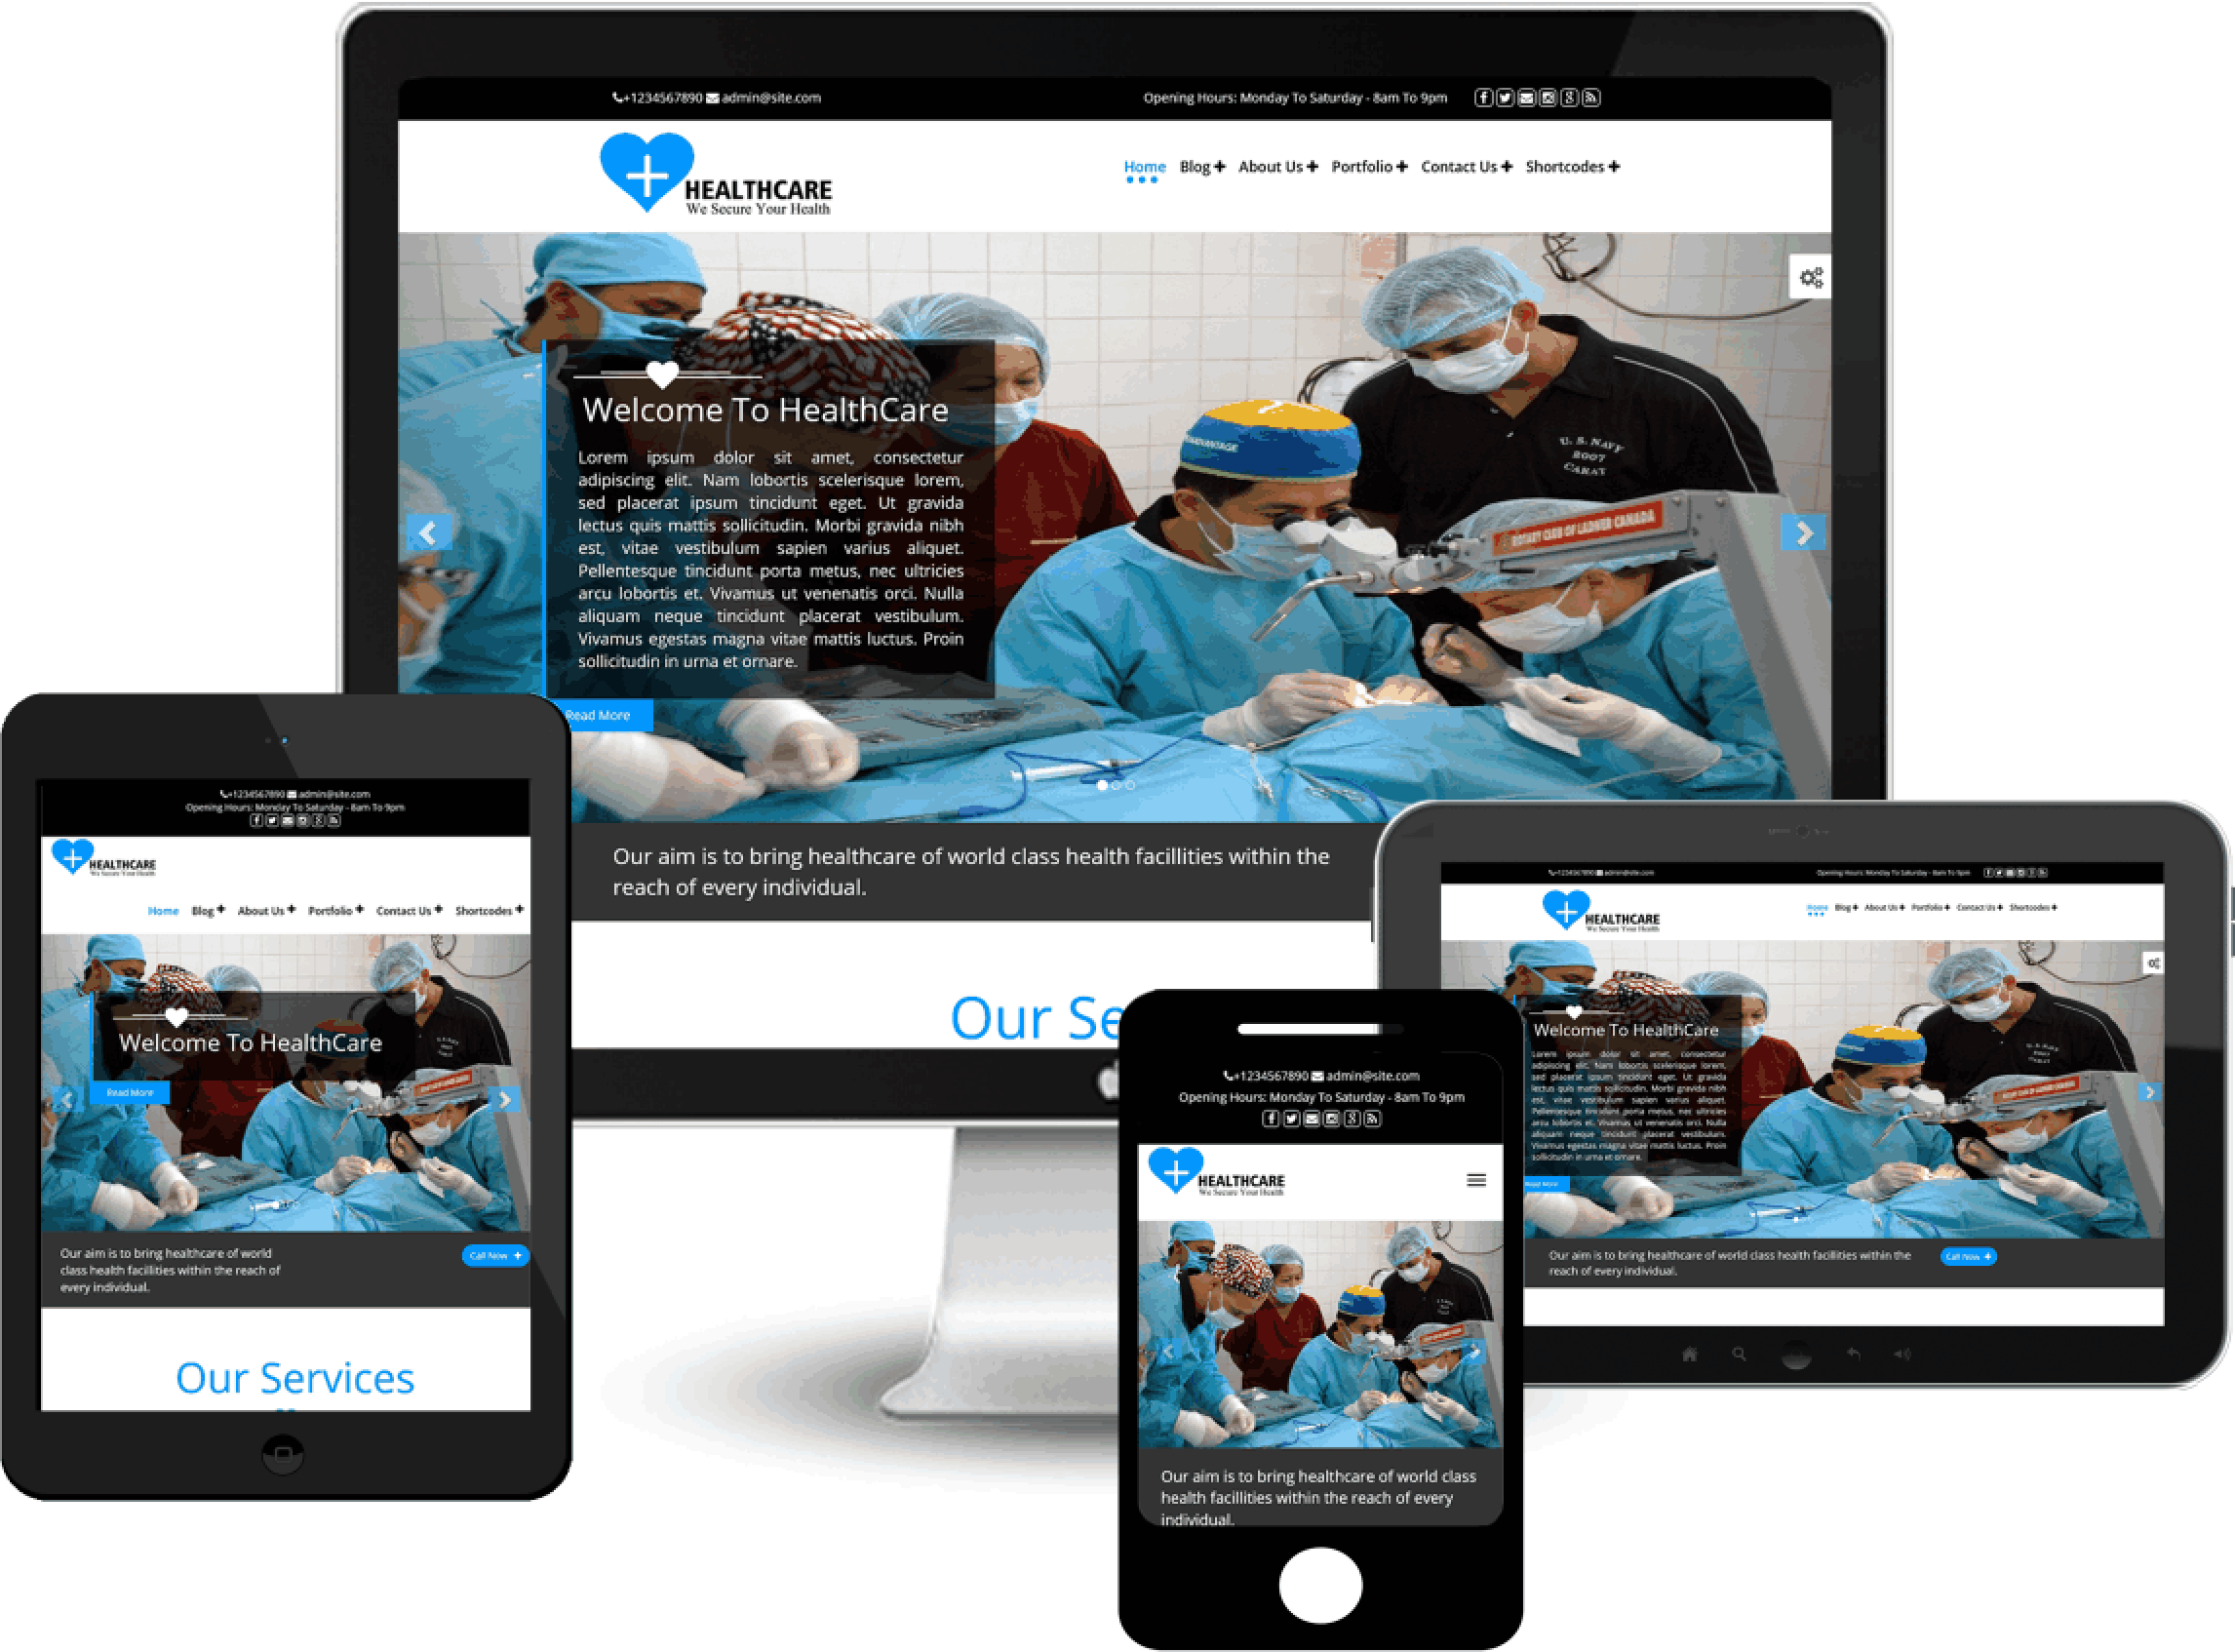 +1234567890 admin@site.com
Opening Hours: Monday To Saturday - 8am To 9pm
HEALTHCARE
We Secure Your Health
Home Blog + About Us + Portfolio + Contact Us + Shortcodes +
U. S. NAVY
2007
CARAT
ADVANTAGE
ROTARY CLUB OF LADNER CANADA
Welcome To HealthCare
Lorem ipsum dolor sit amet, consectetur
adipiscing elit. Nam lobortis scelerisque lorem,
sed placerat ipsum tincidunt eget. Ut gravida
lectus quis mattis sollicitudin. Morbi gravida nibh
est, vitae vestibulum sapien varius aliquet.
Pellentesque tincidunt porta metus, nec ultricies
arcu lobortis et. Vivamus ut venenatis orci. Nulla
aliquam neque tincidunt placerat vestibulum.
Vivamus egestas magna vitae mattis luctus. Proin
sollicitudin in urna et ornare.
Read More
Our aim is to bring healthcare of world class health facillities within the
reach of every individual.
Our Se
+1234567890 admin@site.com
Opening Hours: Monday To Saturday - 8am To 9pm
HEALTHCARE
We Secure Your Health
Home Blog + About Us + Portfolio + Contact Us + Shortcodes +
Welcome To HealthCare
Read More
Our aim is to bring healthcare of world
class health facillities within the reach of
every individual.
Call Now +
Our Services
+1234567890 admin@site.com
Opening Hours: Monday To Saturday - 8am To 9pm
HEALTHCARE
We Secure Your Health
Our aim is to bring healthcare of world class
health facillities within the reach of every
individual.
+1234567890 admin@site.com
Opening Hours: Monday To Saturday - 8am To 9pm
HEALTHCARE
We Secure Your Health
Home Blog + About Us + Portfolio + Contact Us + Shortcodes +
Welcome To HealthCare
Lorem ipsum dolor sit amet, consectetur
adipiscing elit. Nam lobortis scelerisque lorem,
sed placerat ipsum tincidunt eget. Ut gravida
lectus quis mattis sollicitudin. Morbi gravida nibh
est, vitae vestibulum sapien varius aliquet.
Pellentesque tincidunt porta metus, nec ultricies
arcu lobortis et. Vivamus ut venenatis orci. Nulla
aliquam neque tincidunt placerat vestibulum.
Vivamus egestas magna vitae mattis luctus. Proin
sollicitudin in urna et ornare.
Read More
Our aim is to bring healthcare of world class health facillities within the
reach of every individual.
Call Now +